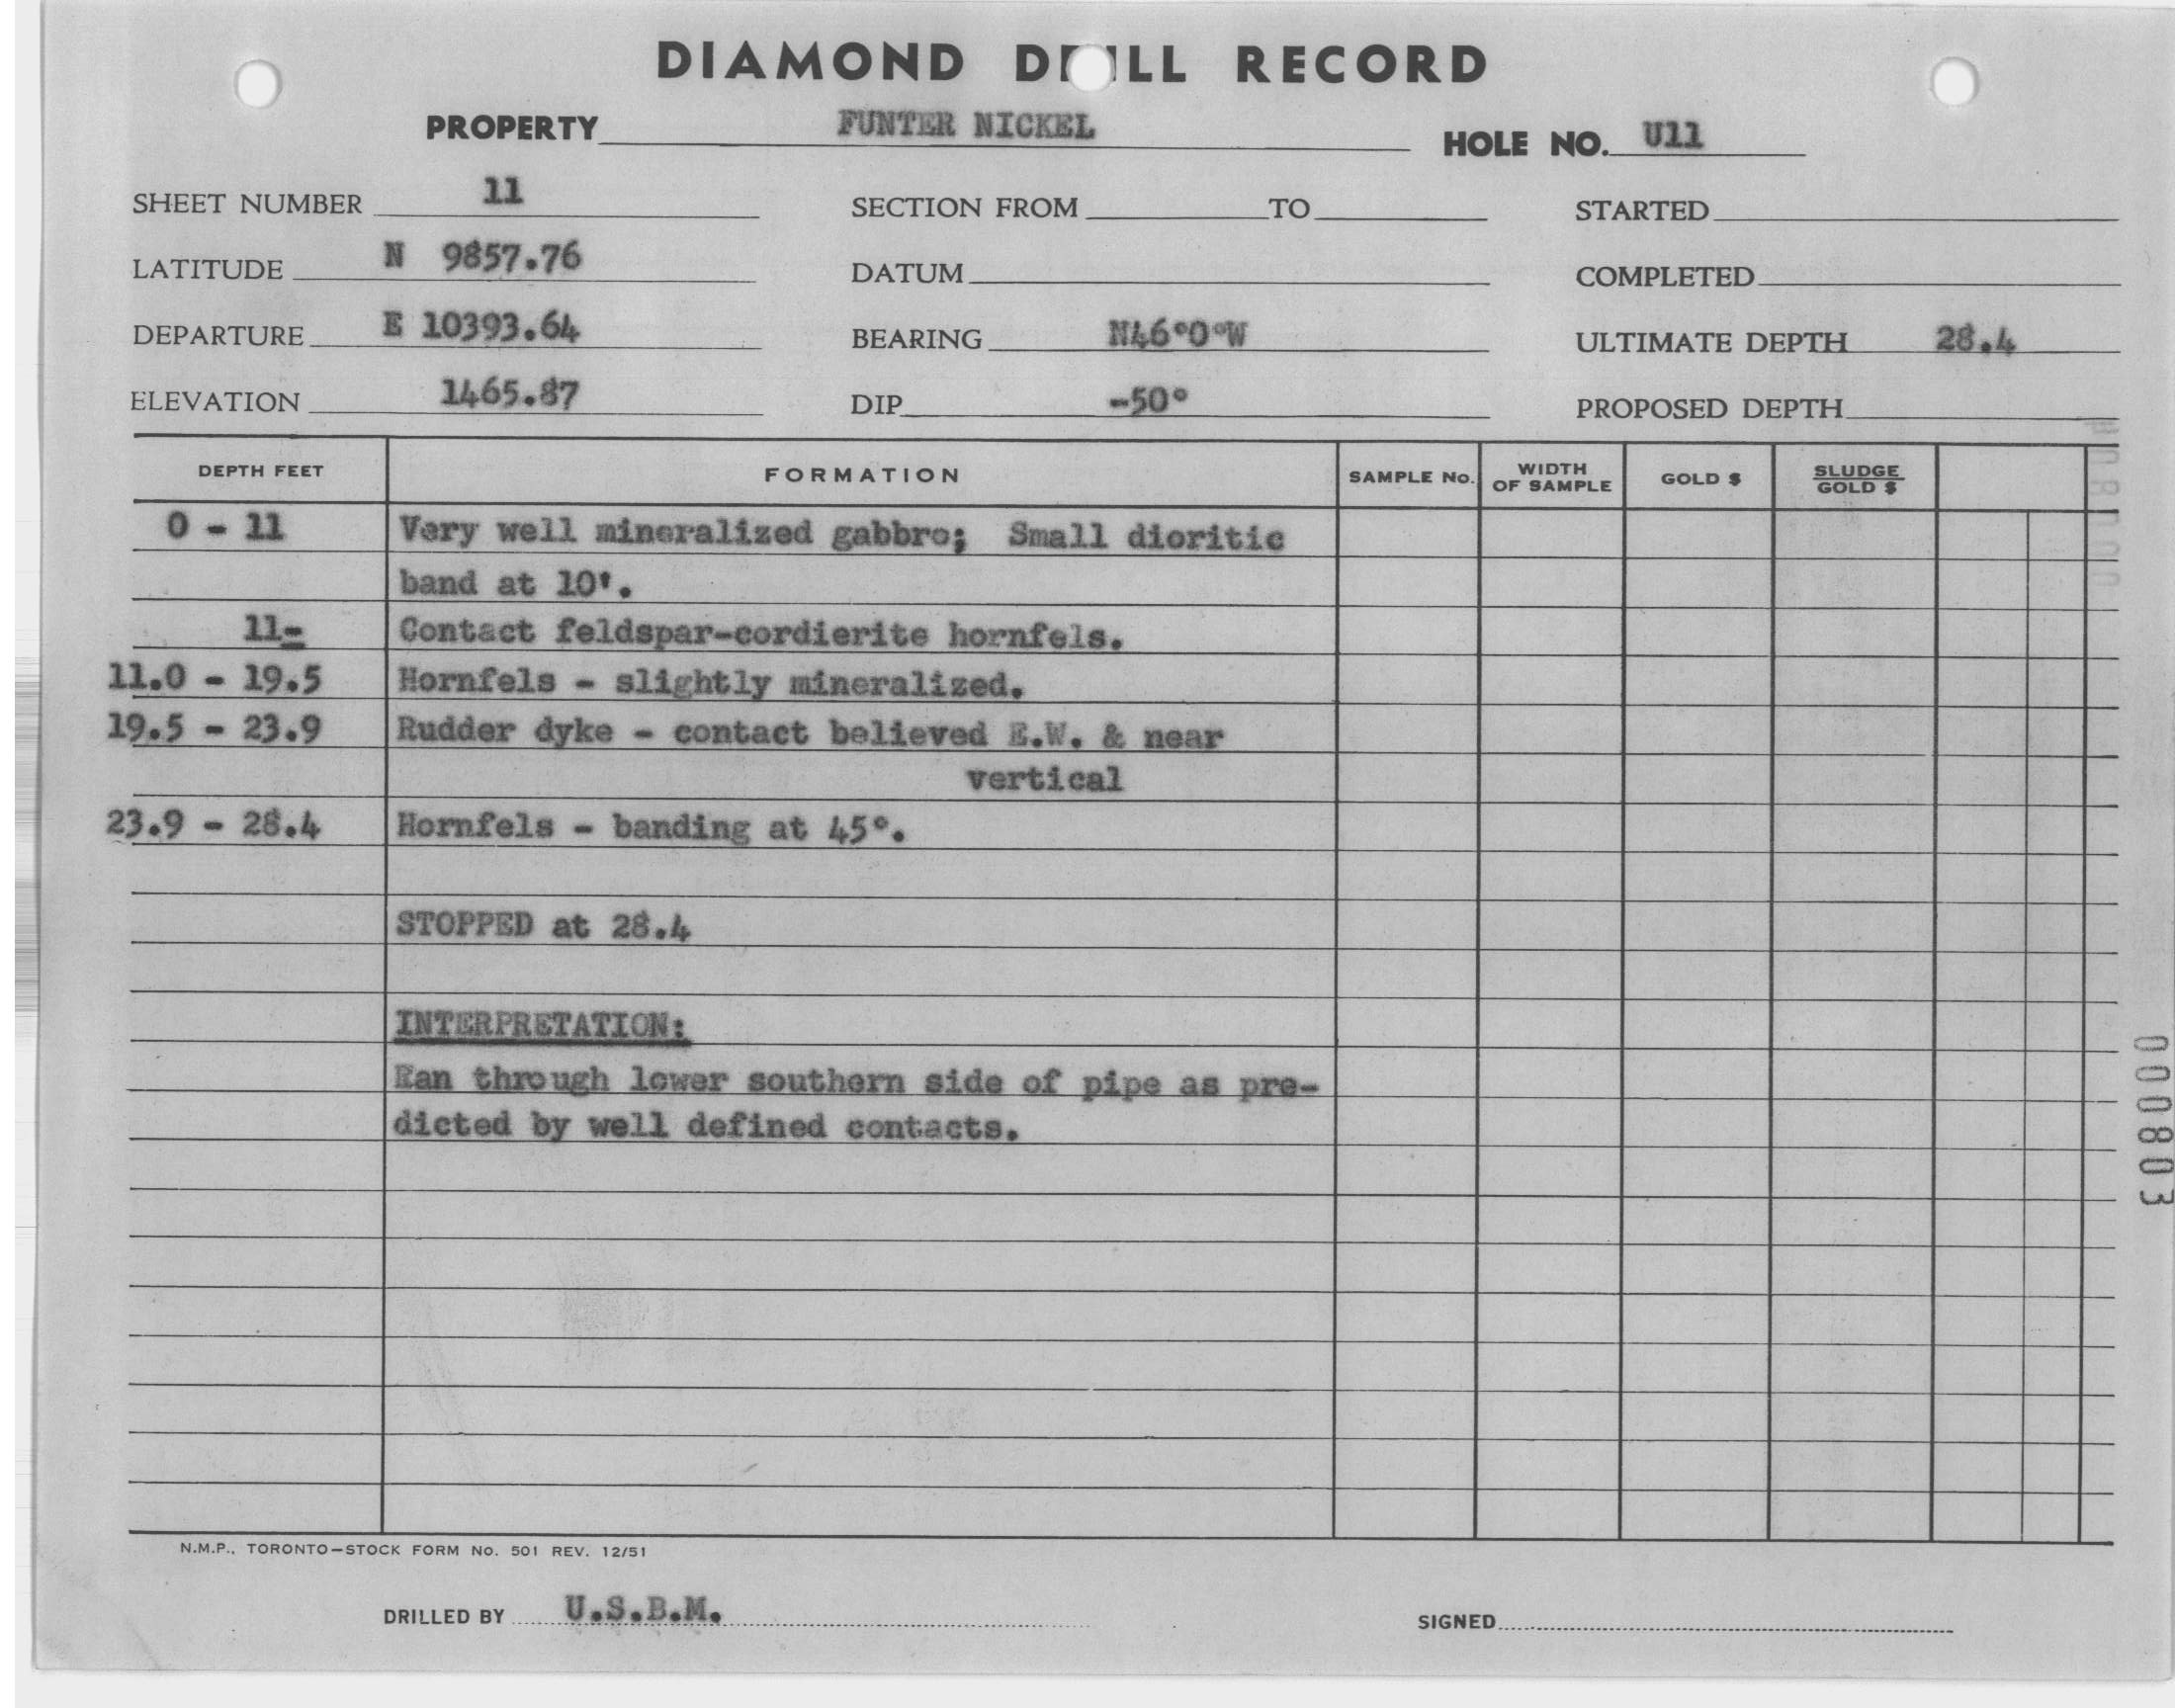 DIAMOND DRILL RECORD
PROPERTY FUNTER NICKEL HOLE NO. U11
SHEET NUMBER 11 SECTION FROM TO STARTED
LATITUDE N 9857.76 DATUM COMPLETED
DEPARTURE E 10393.64 BEARING N46°0°W ULTIMATE DEPTH 28.4
ELEVATION 1465.87 DIP -50° PROPOSED DEPTH
DEPTH FEET FORMATION SAMPLE No. WIDTH OF SAMPLE GOLD $ SLUDGE GOLD $
0 - 11 Very well mineralized gabbro; Small dioritic
band at 10'.
11- Contact feldspar-cordierite hornfels.
11.0 - 19.5 Hornfels - slightly mineralized.
19.5 - 23.9 Rudder dyke - contact believed E.W. & near
vertical
23.9 - 28.4 Hornfels - banding at 45°.
STOPPED at 28.4
INTERPRETATION:
Ran through lower southern side of pipe as pre-
dicted by well defined contacts.
000803
N.M.P., TORONTO—STOCK FORM No. 501 REV. 12/51
DRILLED BY U.S.B.M. SIGNED